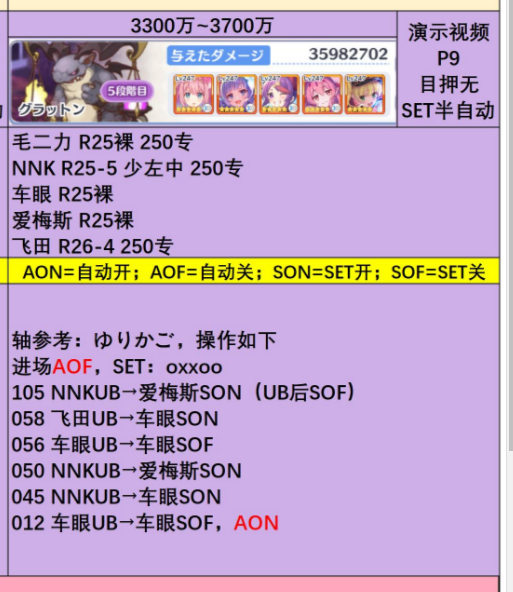 3300万~3700万
与えたダメージ 35982702
5段階目
グラットン
Lv247 Lv247 Lv247 Lv247 Lv247
演示视频
P9
目押无
SET半自动
毛二力 R25裸 250专
NNK R25-5 少左中 250专
车眼 R25裸
爱梅斯 R25裸
飞田 R26-4 250专
AON=自动开；AOF=自动关；SON=SET开；SOF=SET关
轴参考：ゆりかご，操作如下
进场AOF，SET：oxxoo
105 NNKUB→爱梅斯SON（UB后SOF）
058 飞田UB→车眼SON
056 车眼UB→车眼SOF
050 NNKUB→爱梅斯SON
045 NNKUB→车眼SON
012 车眼UB→车眼SOF，AON